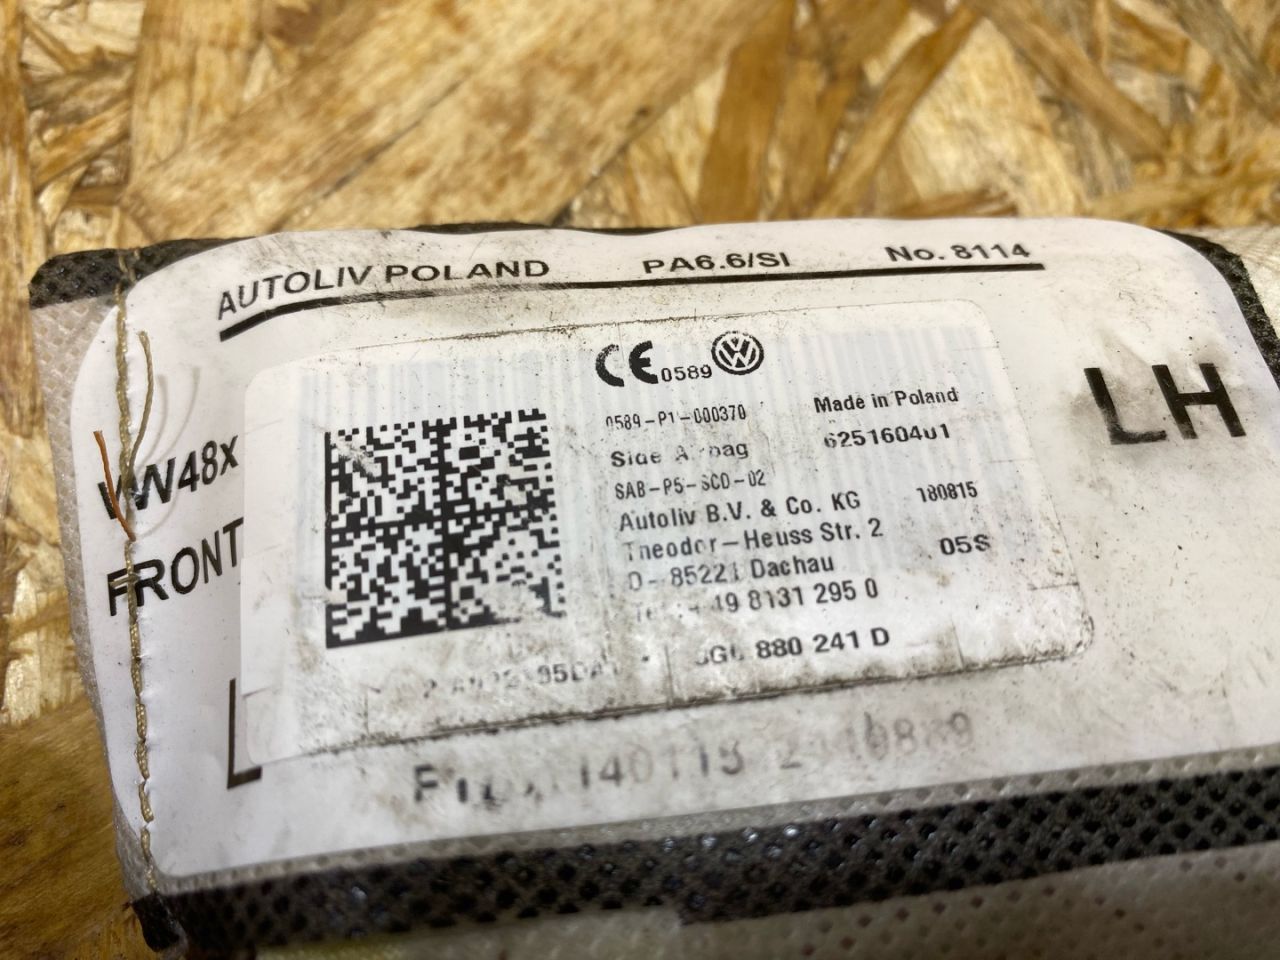 AUTOLIV POLAND PA6.6/SI No. 8114
LH
VW48x
FRONT
L
CE 0589
0589-P1-000370 Made in Poland
Side Airbag 625160401
SAB-P5-SCO-02
Autoliv B.V. & Co. KG 180815
Theodor-Heuss Str. 2
D- 85221 Dachau 05S
49 8131 295 0
880 241 D